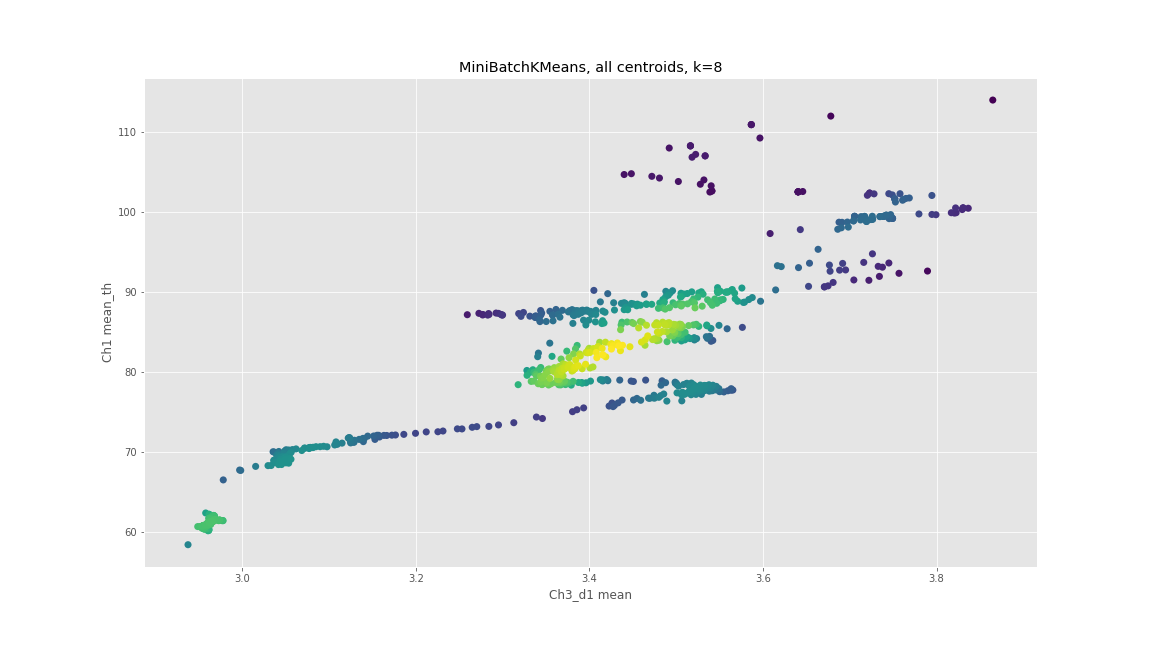 MiniBatchKMeans, all centroids, k=8
Ch1 mean_th
110
100
90
80
70
60
3.0 3.2 3.4 3.6 3.8
Ch3_d1 mean